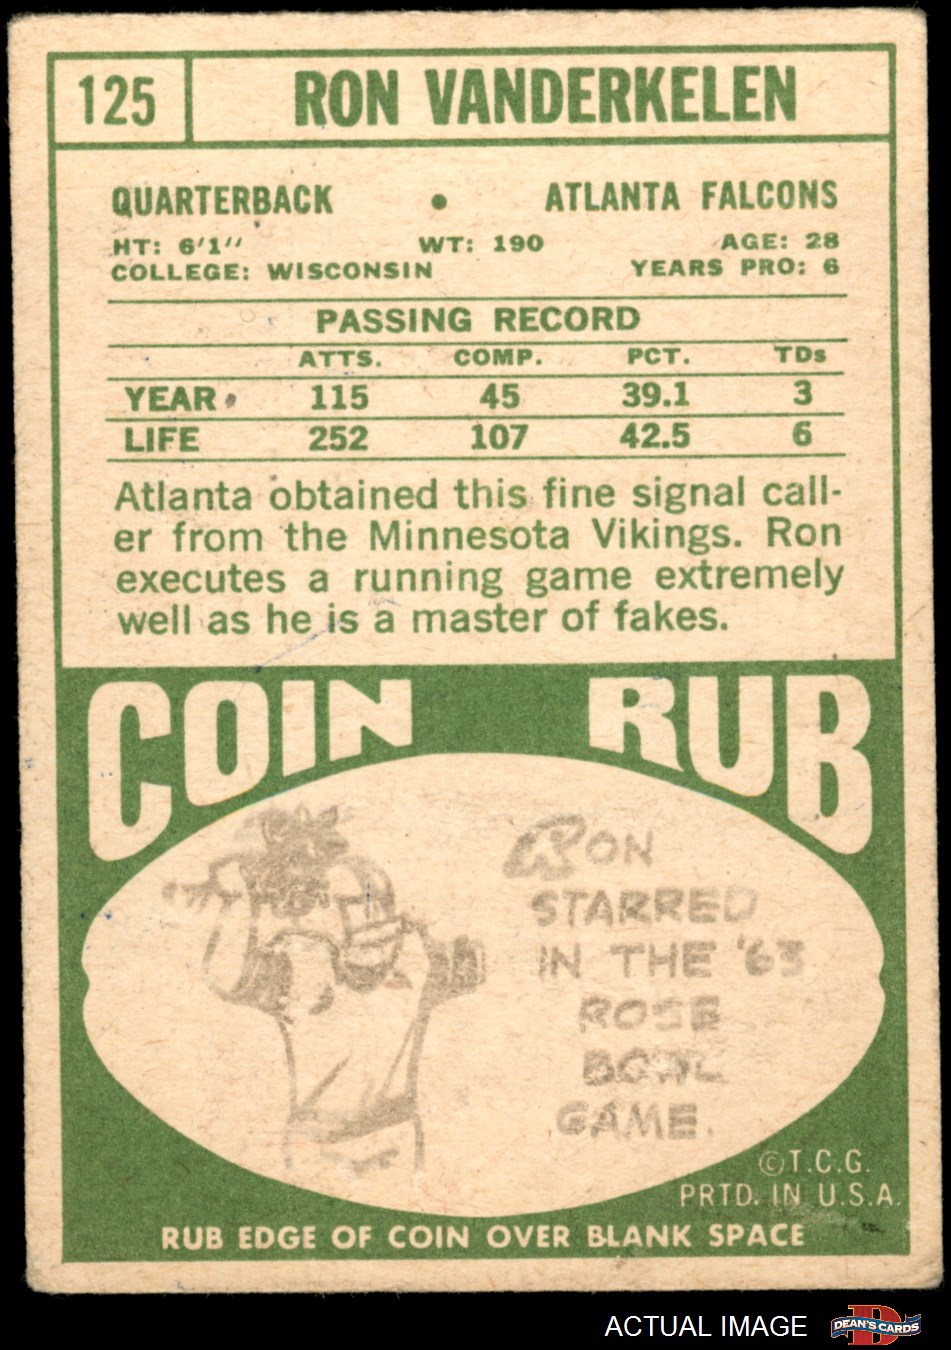 125 RON VANDERKELEN
QUARTERBACK • ATLANTA FALCONS
HT: 6'1'' WT: 190 AGE: 28
COLLEGE: WISCONSIN YEARS PRO: 6
PASSING RECORD
ATTS. COMP. PCT. TDs
YEAR 115 45 39.1 3
LIFE 252 107 42.5 6
Atlanta obtained this fine signal call-
er from the Minnesota Vikings. Ron
executes a running game extremely
well as he is a master of fakes.
COIN RUB
RON
STARRED
IN THE '63
ROSE
BOWL
GAME.
©T.C.G.
PRTD. IN U.S.A.
RUB EDGE OF COIN OVER BLANK SPACE
ACTUAL IMAGE D DEAN'S CARDS